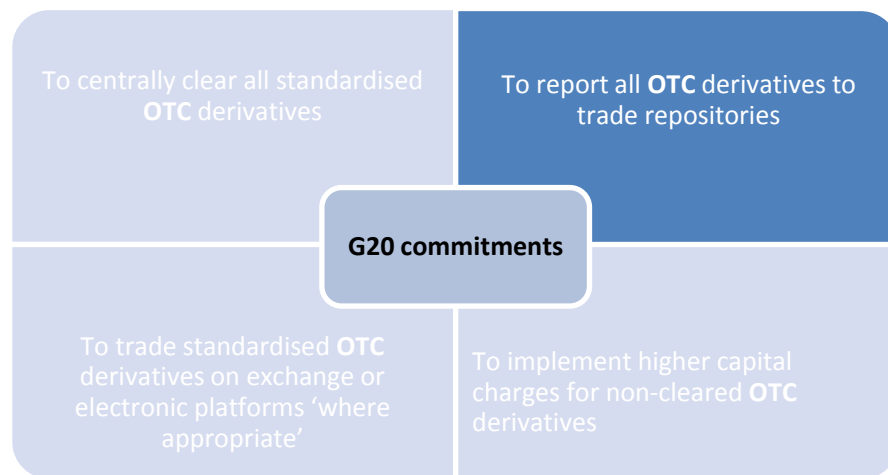 To centrally clear all standardised
OTC derivatives
To report all OTC derivatives to
trade repositories
G20 commitments
To trade standardised OTC
derivatives on exchange or
electronic platforms ‘where
appropriate’
To implement higher capital
charges for non-cleared OTC
derivatives